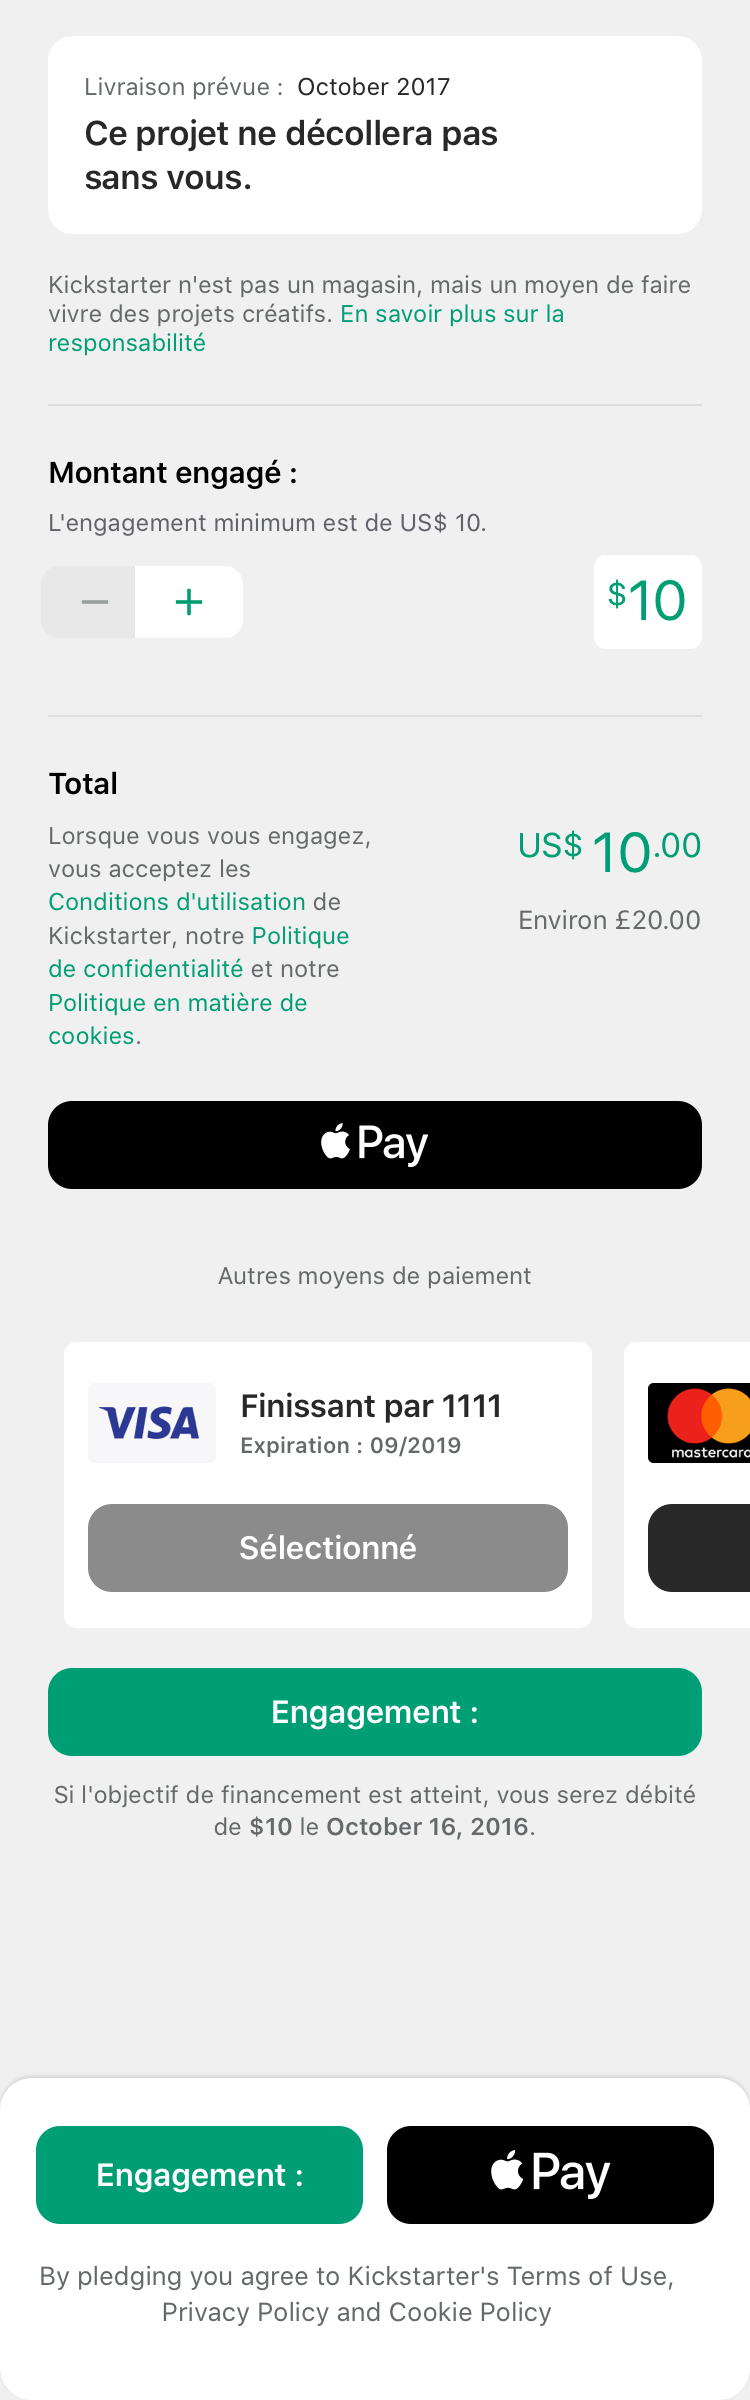 Livraison prévue : October 2017
Ce projet ne décollera pas
sans vous.
Kickstarter n'est pas un magasin, mais un moyen de faire
vivre des projets créatifs. En savoir plus sur la
responsabilité
Montant engagé :
L'engagement minimum est de US$ 10.
− +
$10
Total
Lorsque vous vous engagez,
vous acceptez les
Conditions d'utilisation de
Kickstarter, notre Politique
de confidentialité et notre
Politique en matière de
cookies.
US$ 10.00
Environ £20.00
Pay
Autres moyens de paiement
VISA
Finissant par 1111
Expiration : 09/2019
Sélectionné
mastercard
Engagement :
Si l'objectif de financement est atteint, vous serez débité
de $10 le October 16, 2016.
Engagement :
Pay
By pledging you agree to Kickstarter's Terms of Use,
Privacy Policy and Cookie Policy